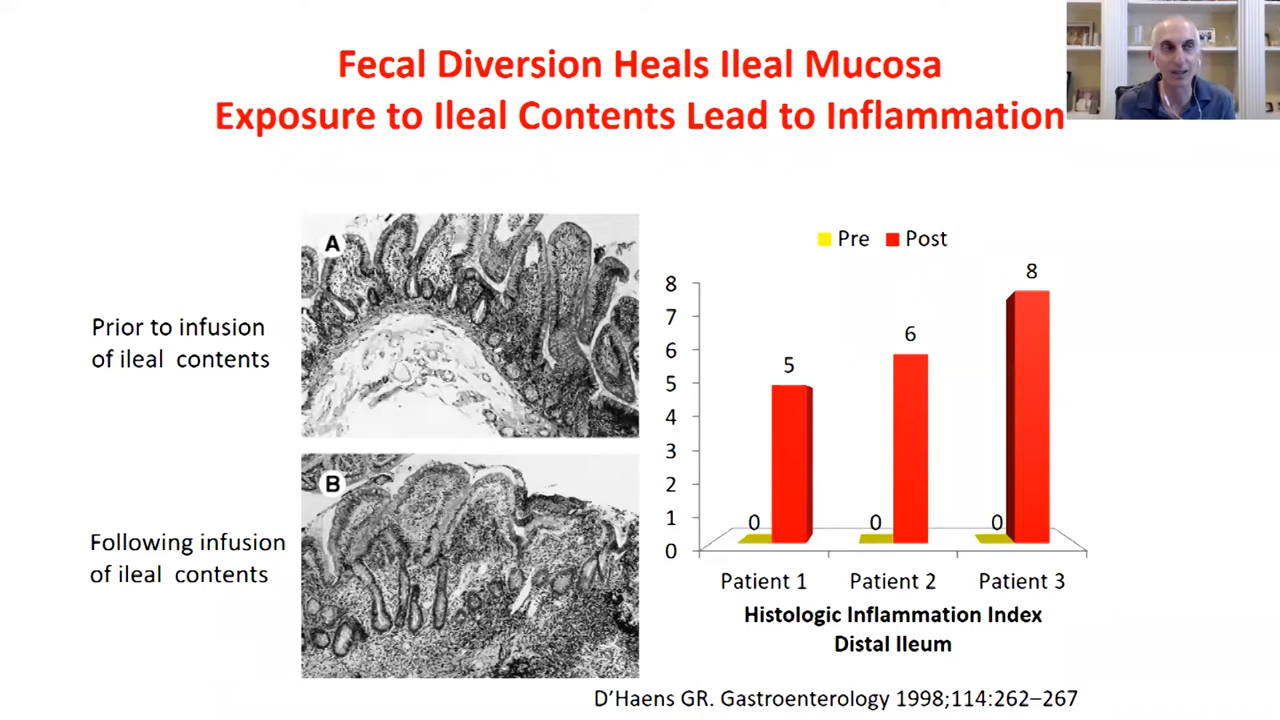 Fecal Diversion Heals Ileal Mucosa
Exposure to Ileal Contents Lead to Inflammation
Prior to infusion
of ileal contents
A
Following infusion
of ileal contents
B
Pre Post
8
7
6
5
4
3
2
1
0
0 5
0 6
0 8
Patient 1 Patient 2 Patient 3
Histologic Inflammation Index
Distal Ileum
D’Haens GR. Gastroenterology 1998;114:262–267